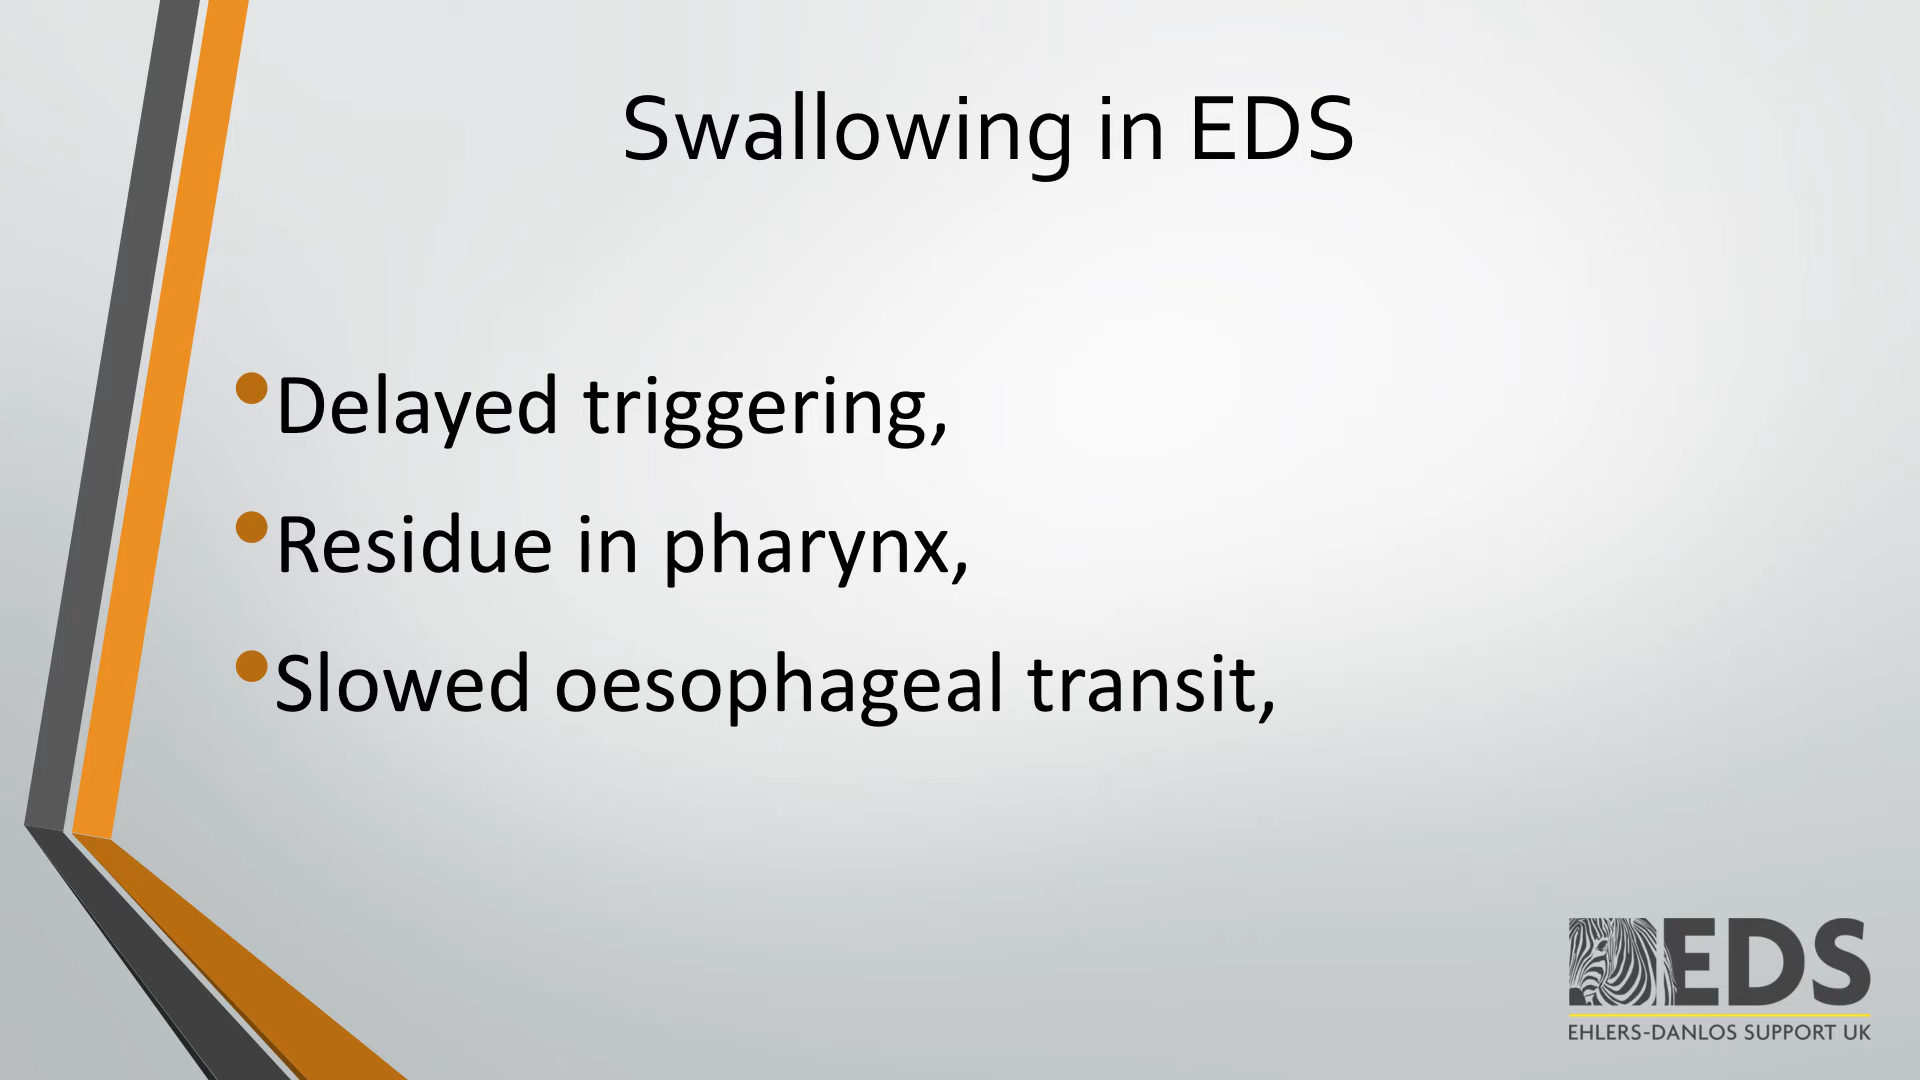 Swallowing in EDS
•Delayed triggering,
•Residue in pharynx,
•Slowed oesophageal transit,
EDS
EHLERS-DANLOS SUPPORT UK